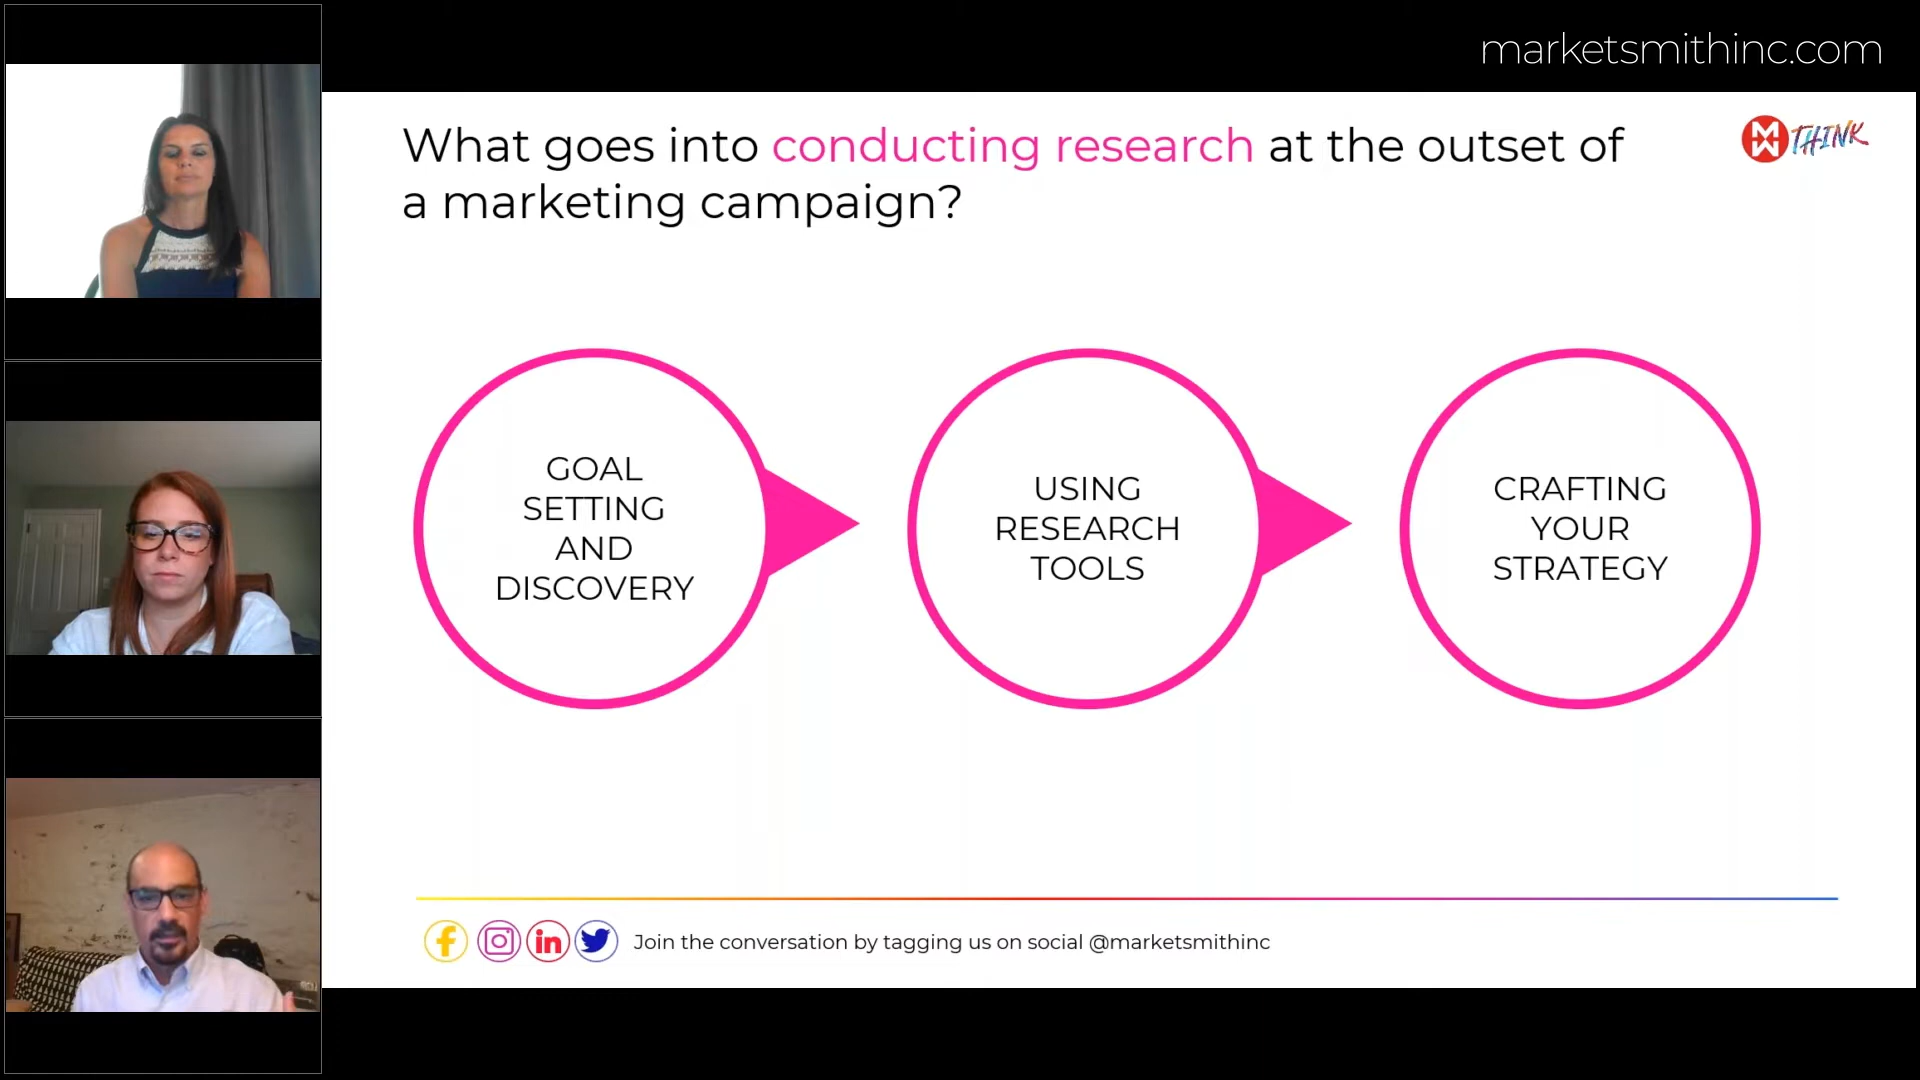 marketsmithinc.com
What goes into conducting research at the outset of
a marketing campaign?
THINK
GOAL
SETTING
AND
DISCOVERY
USING
RESEARCH
TOOLS
CRAFTING
YOUR
STRATEGY
Join the conversation by tagging us on social @marketsmithinc